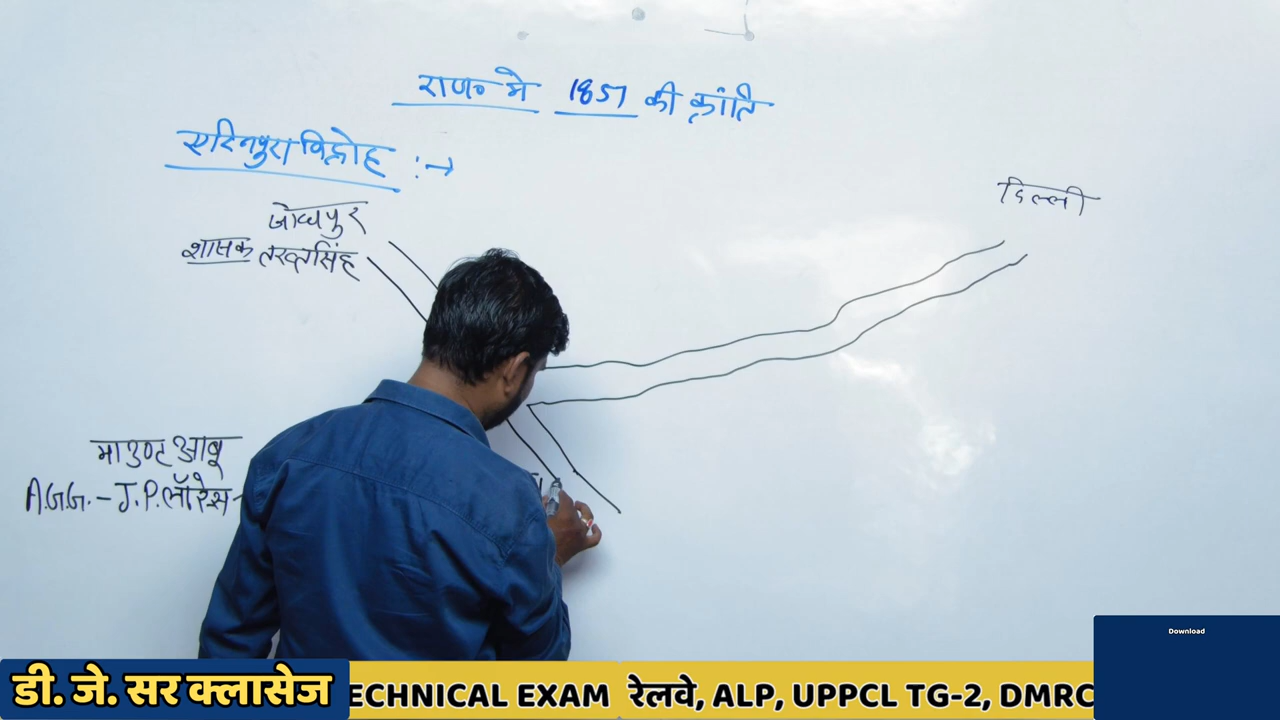 राज० मे 1857 की क्रांति
एरिनपुरा विद्रोह :→
जोधपुर
शासक तख्तसिंह
दिल्ली
माउण्ट आबू
A.G.G. – J.P. लॉरेंस –
Download
डी. जे. सर क्लासेज
ECHNICAL EXAM रेलवे, ALP, UPPCL TG-2, DMRC